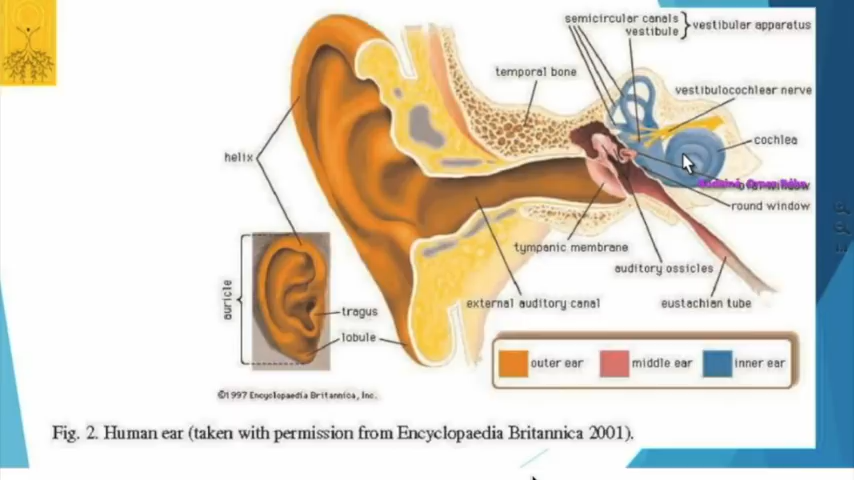 semicircular canals
vestibule
vestibular apparatus
temporal bone
vestibulocochlear nerve
cochlea
helix
round window
tympanic membrane
auditory ossicles
external auditory canal
eustachian tube
auricle
tragus
lobule
outer ear
middle ear
inner ear
©1997 Encyclopaedia Britannica, Inc.
Fig. 2. Human ear (taken with permission from Encyclopaedia Britannica 2001).